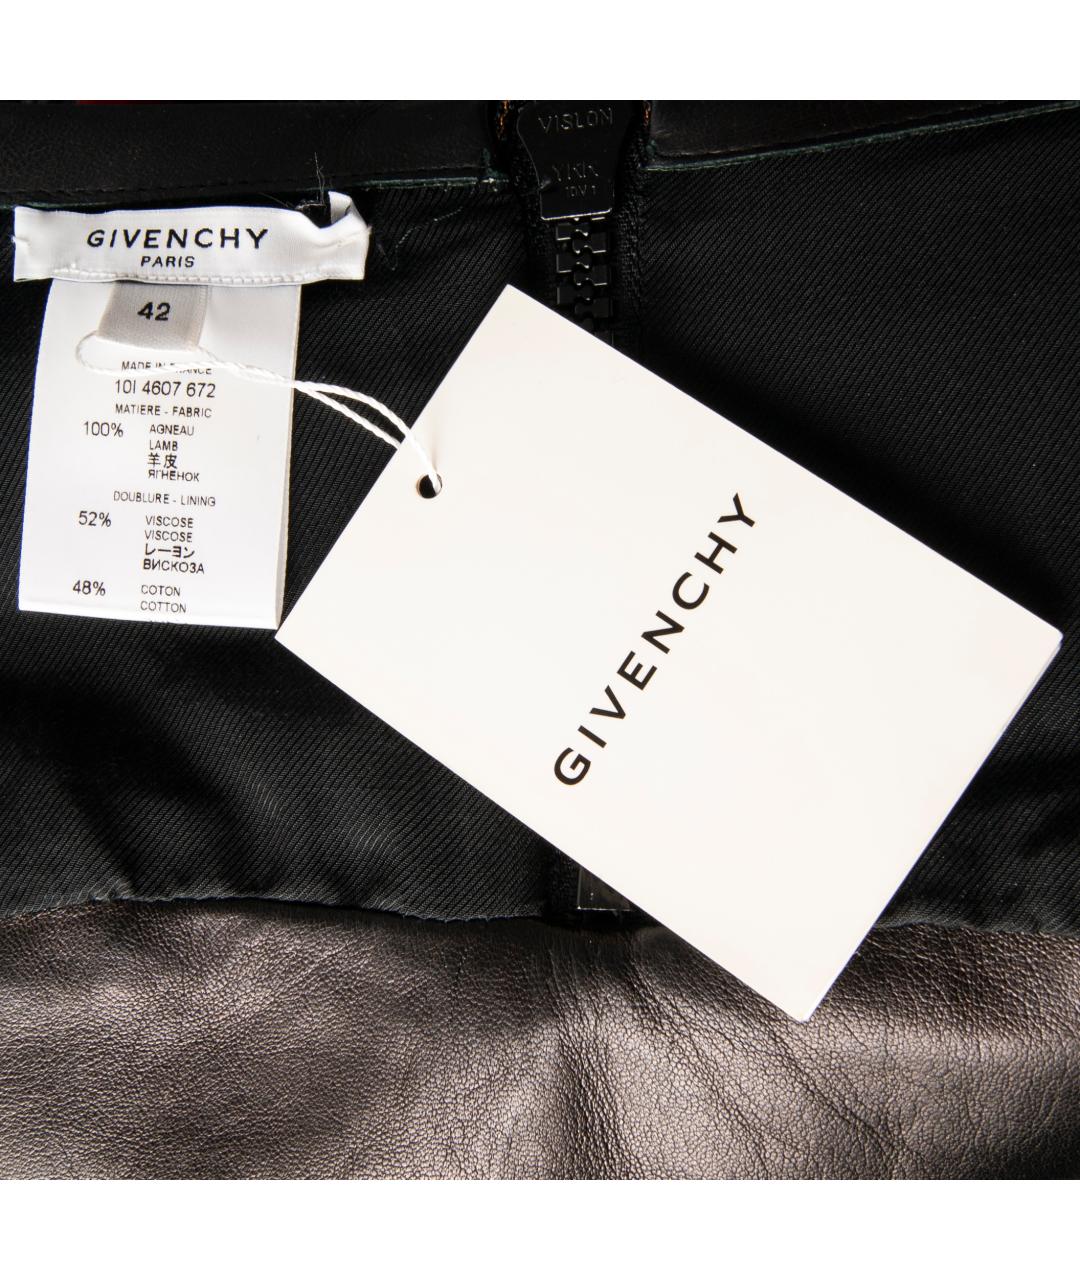 VISLON
YKK
GIVENCHY
PARIS
42
MADE IN FRANCE
10I 4607 672
MATIERE - FABRIC
100% AGNEAU
LAMB
羊皮
ЯГНЕНОК
DOUBLURE - LINING
52% VISCOSE
VISCOSE
レーヨン
ВИСКОЗА
48% COTON
COTTON
GIVENCHY